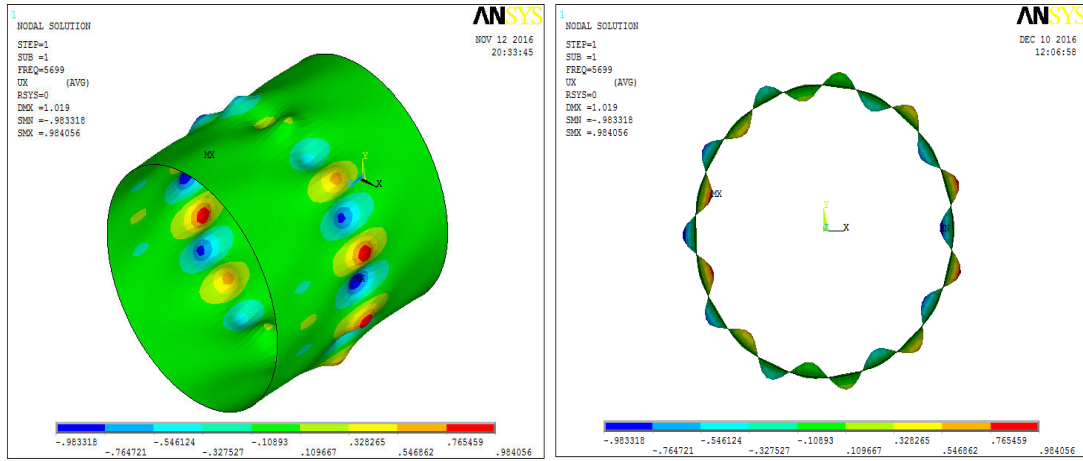 1
ANSYS
NODAL SOLUTION
NOV 12 2016
20:33:45
STEP=1
SUB =1
FREQ=5699
UX (AVG)
RSYS=0
DMX =1.019
SMN =-.983318
SMX =.984056
MX
Y
X
-.983318 -.546124 -.10893 .328265 .765459
-.764721 -.327527 .109667 .546862 .984056
1
ANSYS
NODAL SOLUTION
DEC 10 2016
12:06:58
STEP=1
SUB =1
FREQ=5699
UX (AVG)
RSYS=0
DMX =1.019
SMN =-.983318
SMX =.984056
MX
Y
Z X
-.983318 -.546124 -.10893 .328265 .765459
-.764721 -.327527 .109667 .546862 .984056